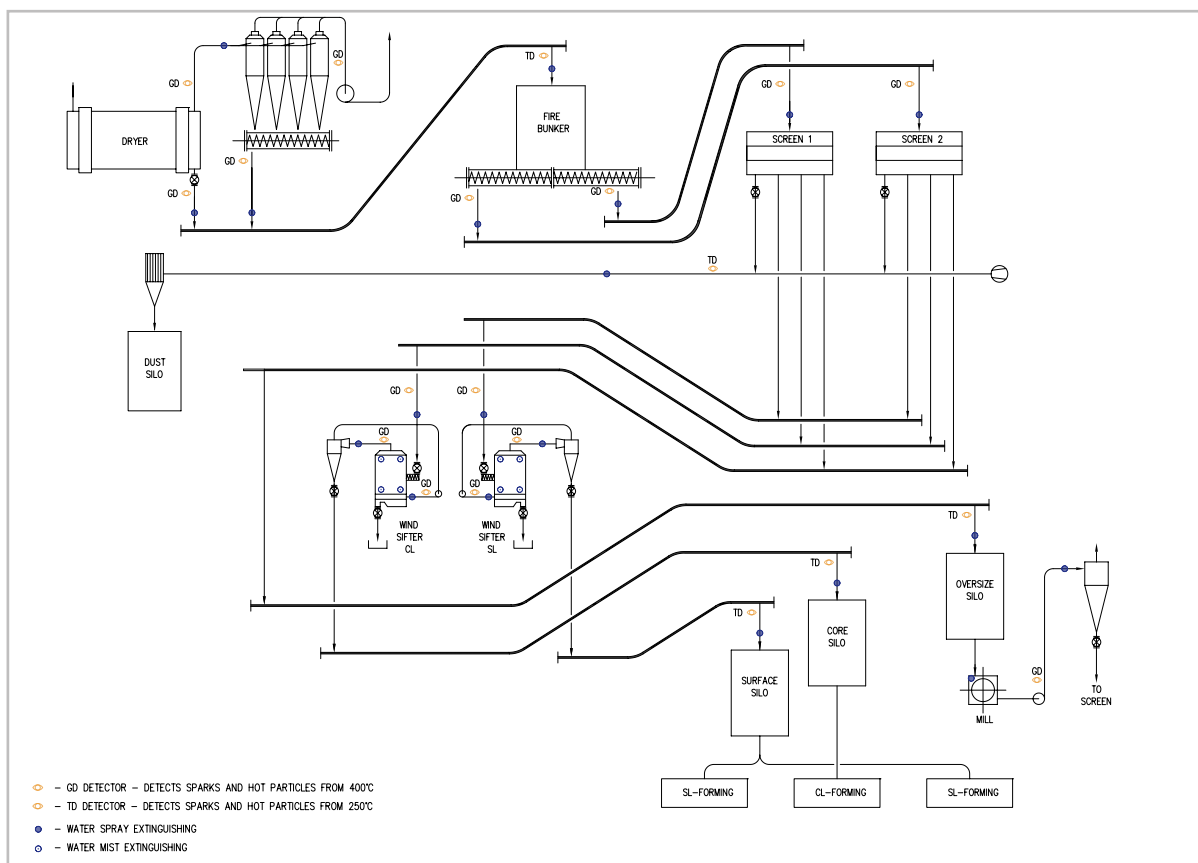 GD
GD
TD
GD
GD
GD
DRYER
FIRE
BUNKER
SCREEN 1
SCREEN 2
GD
GD
GD
GD
TD
DUST
SILO
GD
GD
GD
GD
GD
GD
WIND
SIFTER
CL
WIND
SIFTER
SL
TD
TD
TD
OVERSIZE
SILO
CORE
SILO
SURFACE
SILO
GD
MILL
TO
SCREEN
SL-FORMING
CL-FORMING
SL-FORMING
- GD DETECTOR - DETECTS SPARKS AND HOT PARTICLES FROM 400°C
- TD DETECTOR - DETECTS SPARKS AND HOT PARTICLES FROM 250°C
- WATER SPRAY EXTINGUISHING
- WATER MIST EXTINGUISHING